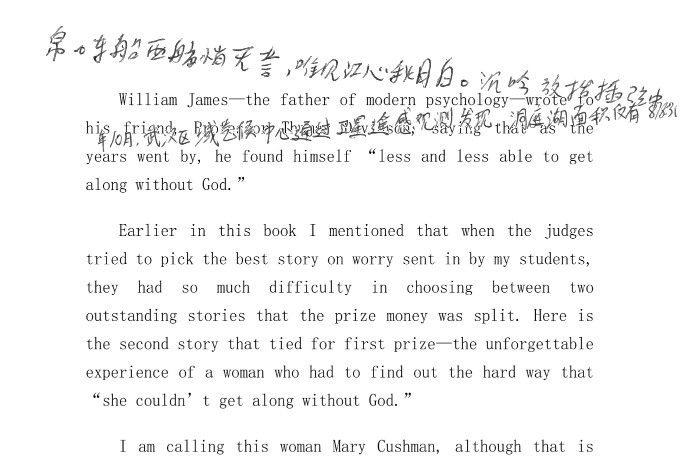 帛。东船西舫悄无言，唯见江心秋月白。沉吟放拨插弦中
William James—the father of modern psychology—wrote to
年10月，武汉区域气候中心通过卫星遥感观测发现，洞庭湖面积仅有
his friend, Professor Thomas Davidson, saying that as the
years went by, he found himself “less and less able to get
along without God.”
Earlier in this book I mentioned that when the judges
tried to pick the best story on worry sent in by my students,
they had so much difficulty in choosing between two
outstanding stories that the prize money was split. Here is
the second story that tied for first prize—the unforgettable
experience of a woman who had to find out the hard way that
“she couldn’t get along without God.”
I am calling this woman Mary Cushman, although that is